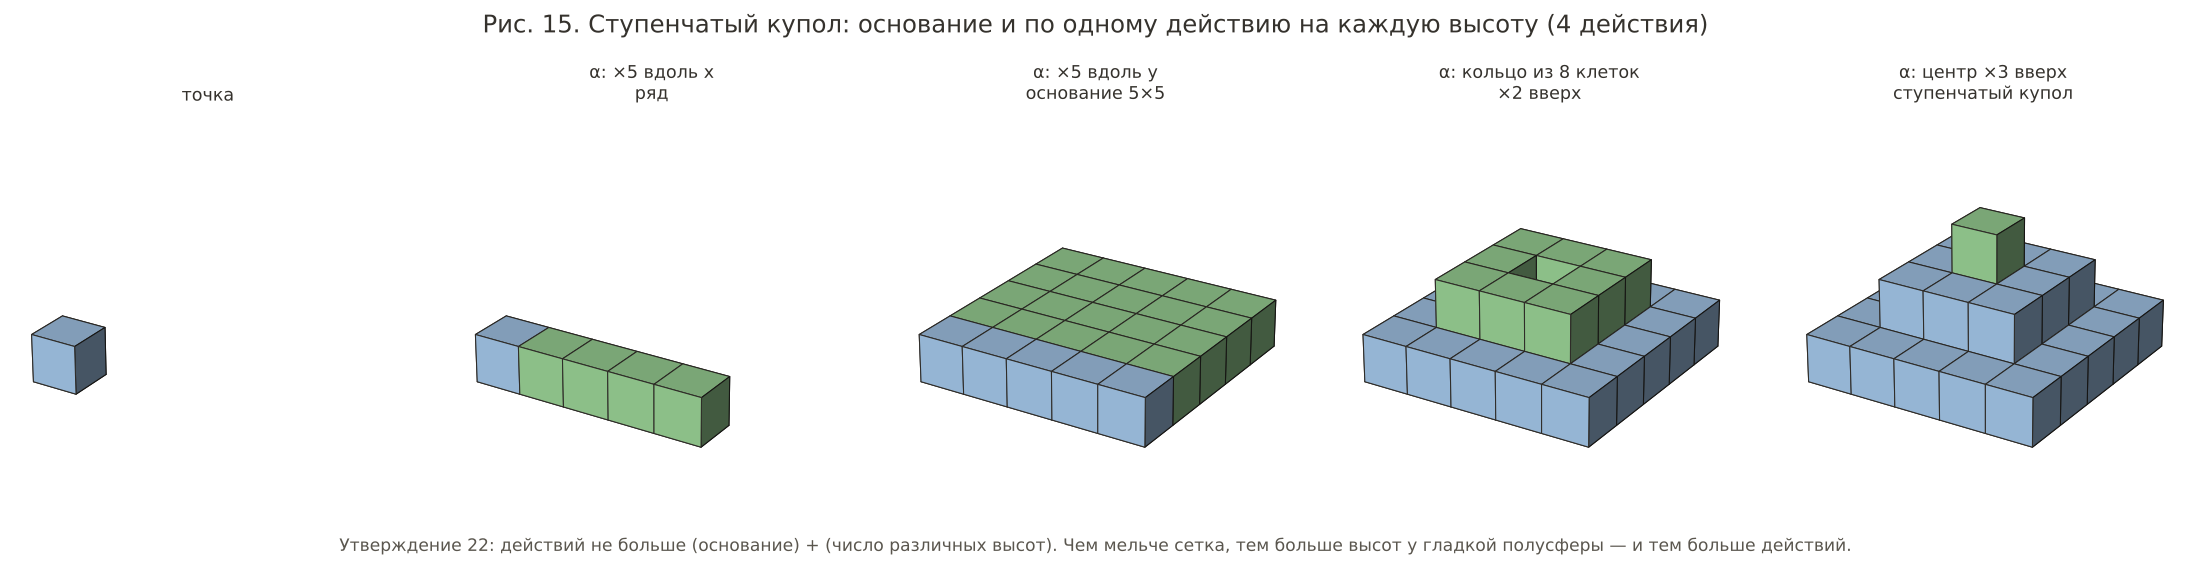 Рис. 15. Ступенчатый купол: основание и по одному действию на каждую высоту (4 действия)
точка
α: ×5 вдоль x
ряд
α: ×5 вдоль y
основание 5×5
α: кольцо из 8 клеток
×2 вверх
α: центр ×3 вверх
ступенчатый купол
Утверждение 22: действий не больше (основание) + (число различных высот). Чем мельче сетка, тем больше высот у гладкой полусферы — и тем больше действий.